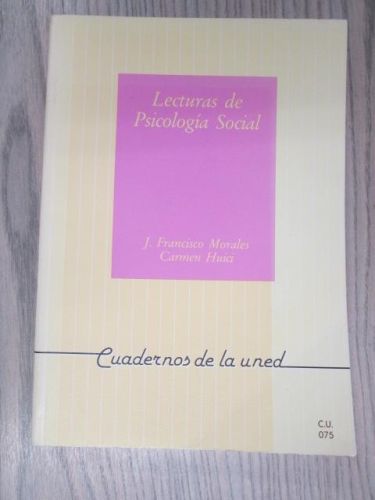 Lecturas de
Psicología Social
J. Francisco Morales
Carmen Huici
Cuadernos de la uned
C.U.
075